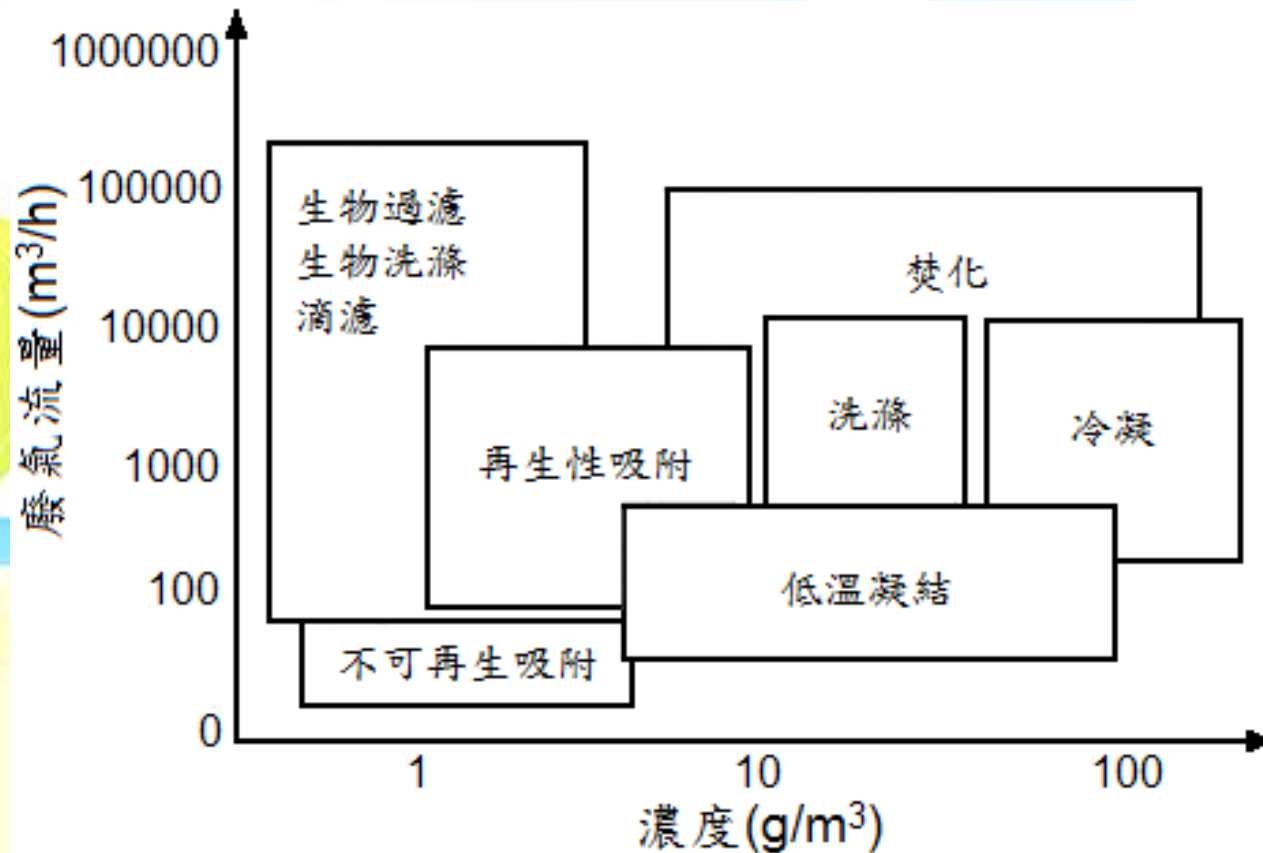 1000000
100000
10000
1000
100
0
廢氣流量(m³/h)
生物過濾
生物洗滌
滴濾
焚化
洗滌
冷凝
再生性吸附
低溫凝結
不可再生吸附
1
10
100
濃度(g/m³)